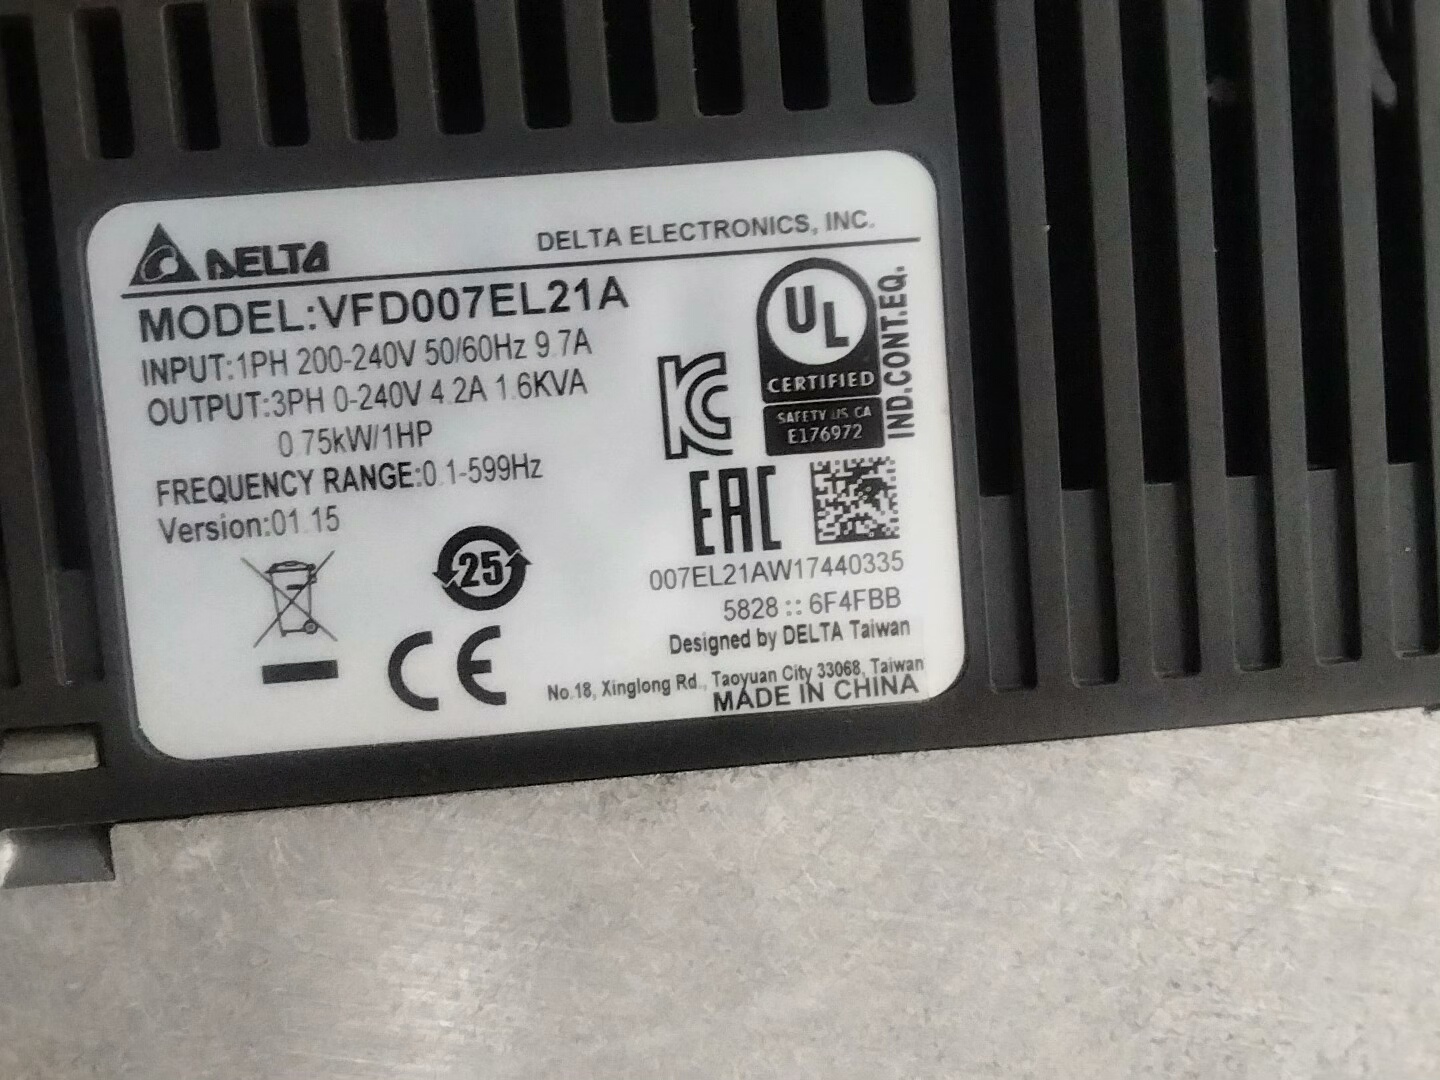 DELTA
DELTA ELECTRONICS, INC.
MODEL:VFD007EL21A
INPUT:1PH 200-240V 50/60Hz 9.7A
OUTPUT:3PH 0-240V 4.2A 1.6KVA
0.75kW/1HP
FREQUENCY RANGE:0.1-599Hz
Version:01.15
25
CE
KC
UL
CERTIFIED
SAFETY US CA
E176972
IND.CONT.EQ.
EAC
007EL21AW17440335
5828 :: 6F4FBB
Designed by DELTA Taiwan
No.18, Xinglong Rd., Taoyuan City 33068, Taiwan
MADE IN CHINA